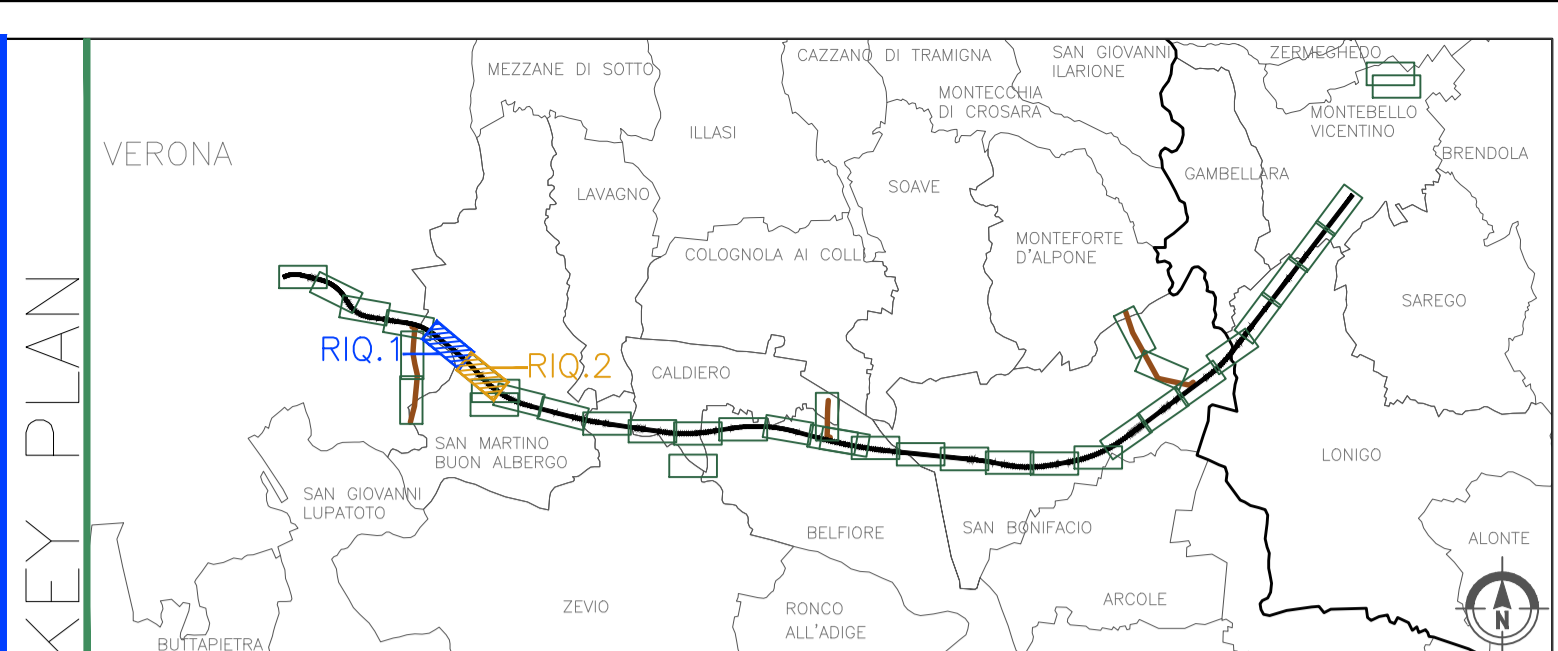 KEY PLAN
VERONA
MEZZANE DI SOTTO
CAZZANO DI TRAMIGNA
SAN GIOVANNI
ILARIONE
ZERMEGHEDO
MONTECCHIA
DI CROSARA
MONTEBELLO
VICENTINO
ILLASI
BRENDOLA
LAVAGNO
SOAVE
GAMBELLARA
MONTEFORTE
D'ALPONE
COLOGNOLA AI COLLI
SAREGO
RIQ.1
RIQ.2
CALDIERO
SAN MARTINO
BUON ALBERGO
LONIGO
SAN GIOVANNI
LUPATOTO
BELFIORE
SAN BONIFACIO
ALONTE
ZEVIO
RONCO
ALL'ADIGE
ARCOLE
N
BUTTAPIETRA